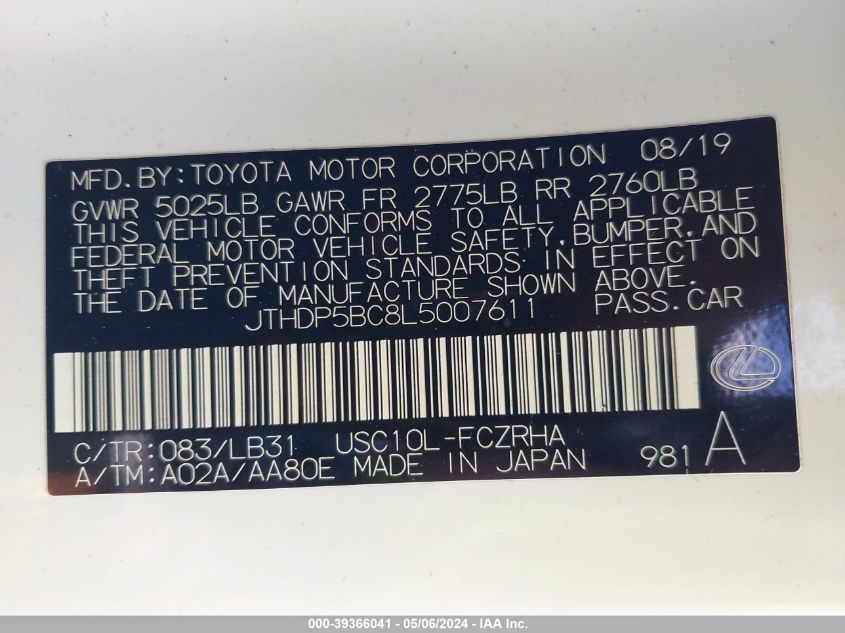 MFD.BY:TOYOTA MOTOR CORPORATION 08/19
GVWR 5025LB GAWR FR 2775LB RR 2760LB
THIS VEHICLE CONFORMS TO ALL APPLICABLE
FEDERAL MOTOR VEHICLE SAFETY,BUMPER,AND
THEFT PREVENTION STANDARDS IN EFFECT ON
THE DATE OF MANUFACTURE SHOWN ABOVE.
JTHDP5BC8L5007611 PASS.CAR
C/TR:083/LB31 USC10L-FCZRHA
A/TM:A02A/AA80E MADE IN JAPAN 981 A
000-39366041 - 05/06/2024 - IAA Inc.